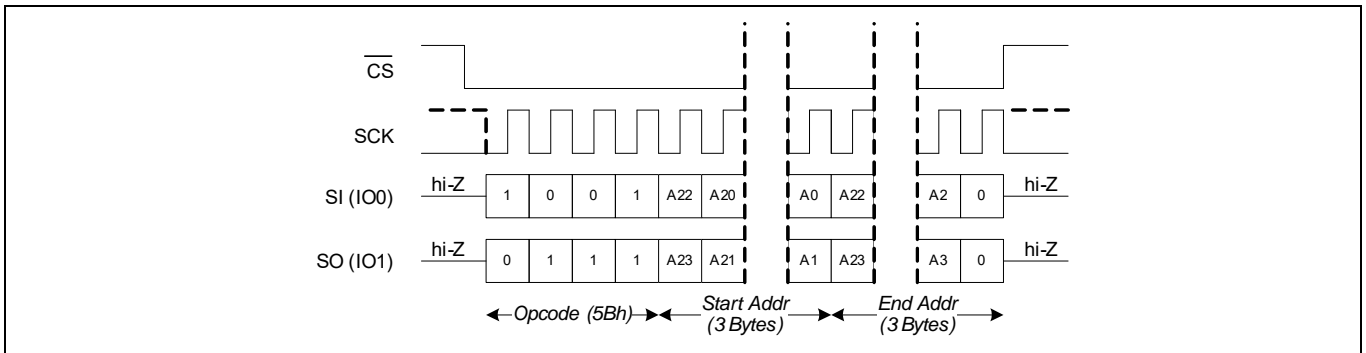 CS
SCK
SI (IO0) hi-Z 1 0 0 1 A22 A20 A0 A22 A2 0 hi-Z
SO (IO1) hi-Z 0 1 1 1 A23 A21 A1 A23 A3 0 hi-Z
Opcode (5Bh) Start Addr (3 Bytes) End Addr (3 Bytes)